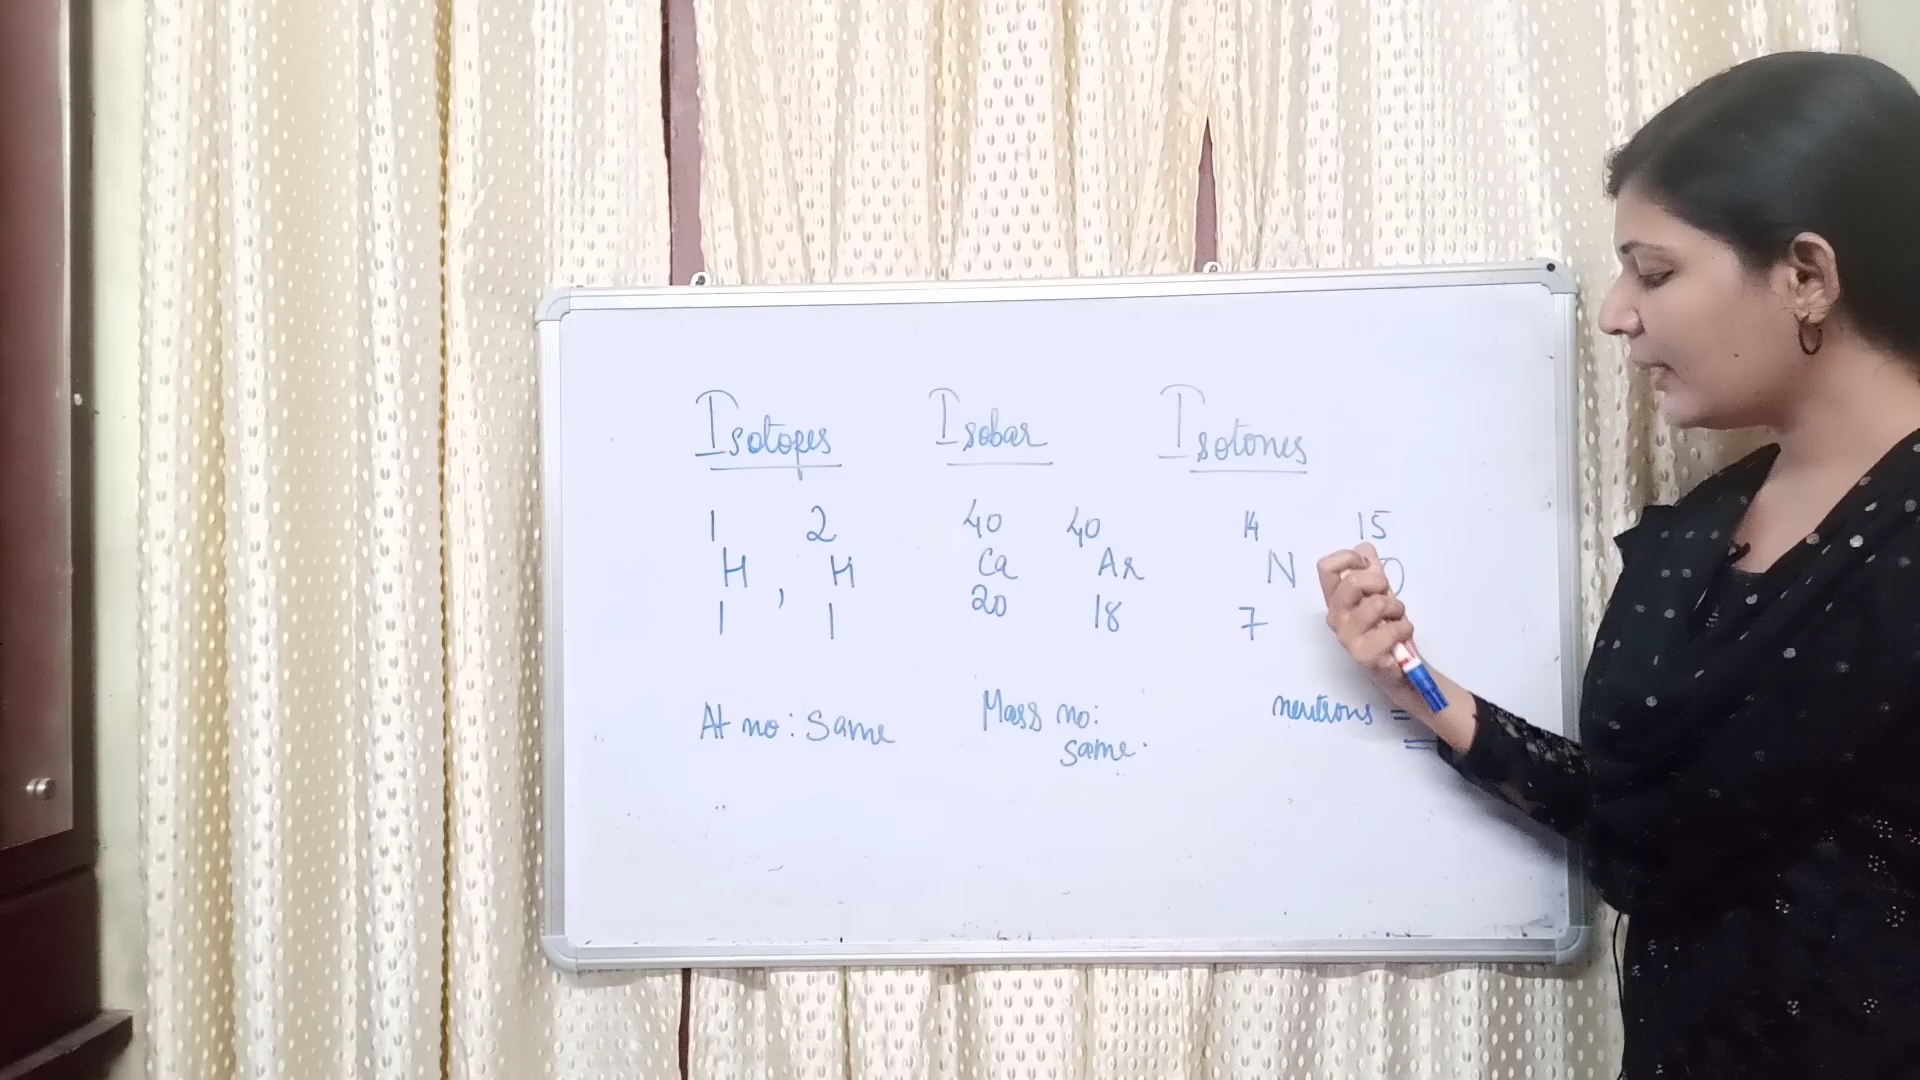 Isotopes Isobar Isotones
1 2 40 40 14 15
H , H Ca Ar N O
1 1 20 18 7
At no: Same Mass no: neutrons =
same. =